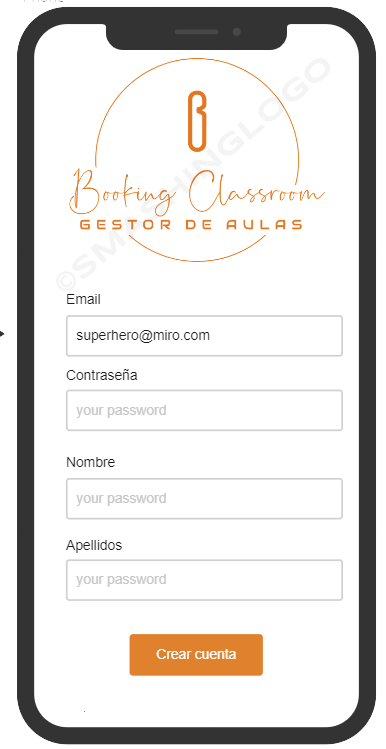 B
Booking Classroom
GESTOR DE AULAS
©SMASHINGLOGO
Email
superhero@miro.com
Contraseña
your password
Nombre
your password
Apellidos
your password
Crear cuenta